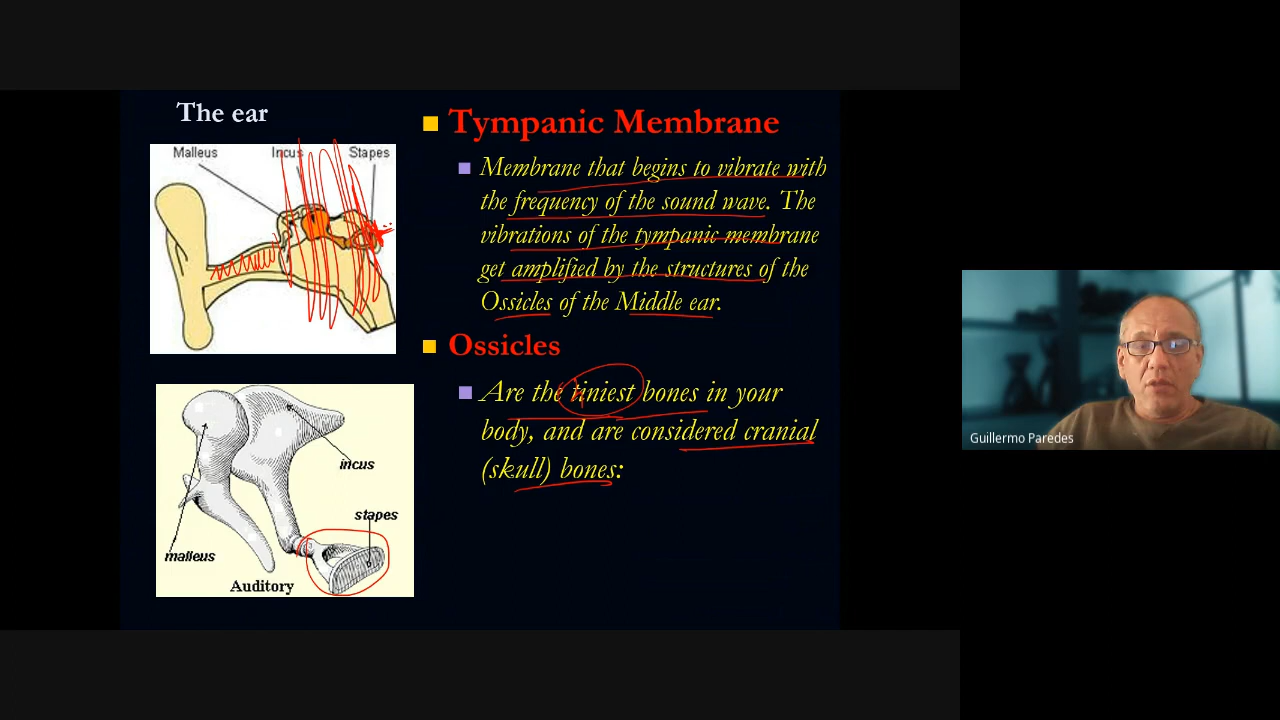 The ear
Malleus Incus Stapes
Tympanic Membrane
Membrane that begins to vibrate with
the frequency of the sound wave. The
vibrations of the tympanic membrane
get amplified by the structures of the
Ossicles of the Middle ear.
Ossicles
Are the tiniest bones in your
body, and are considered cranial
(skull) bones:
incus
stapes
malleus
Auditory
Guillermo Paredes